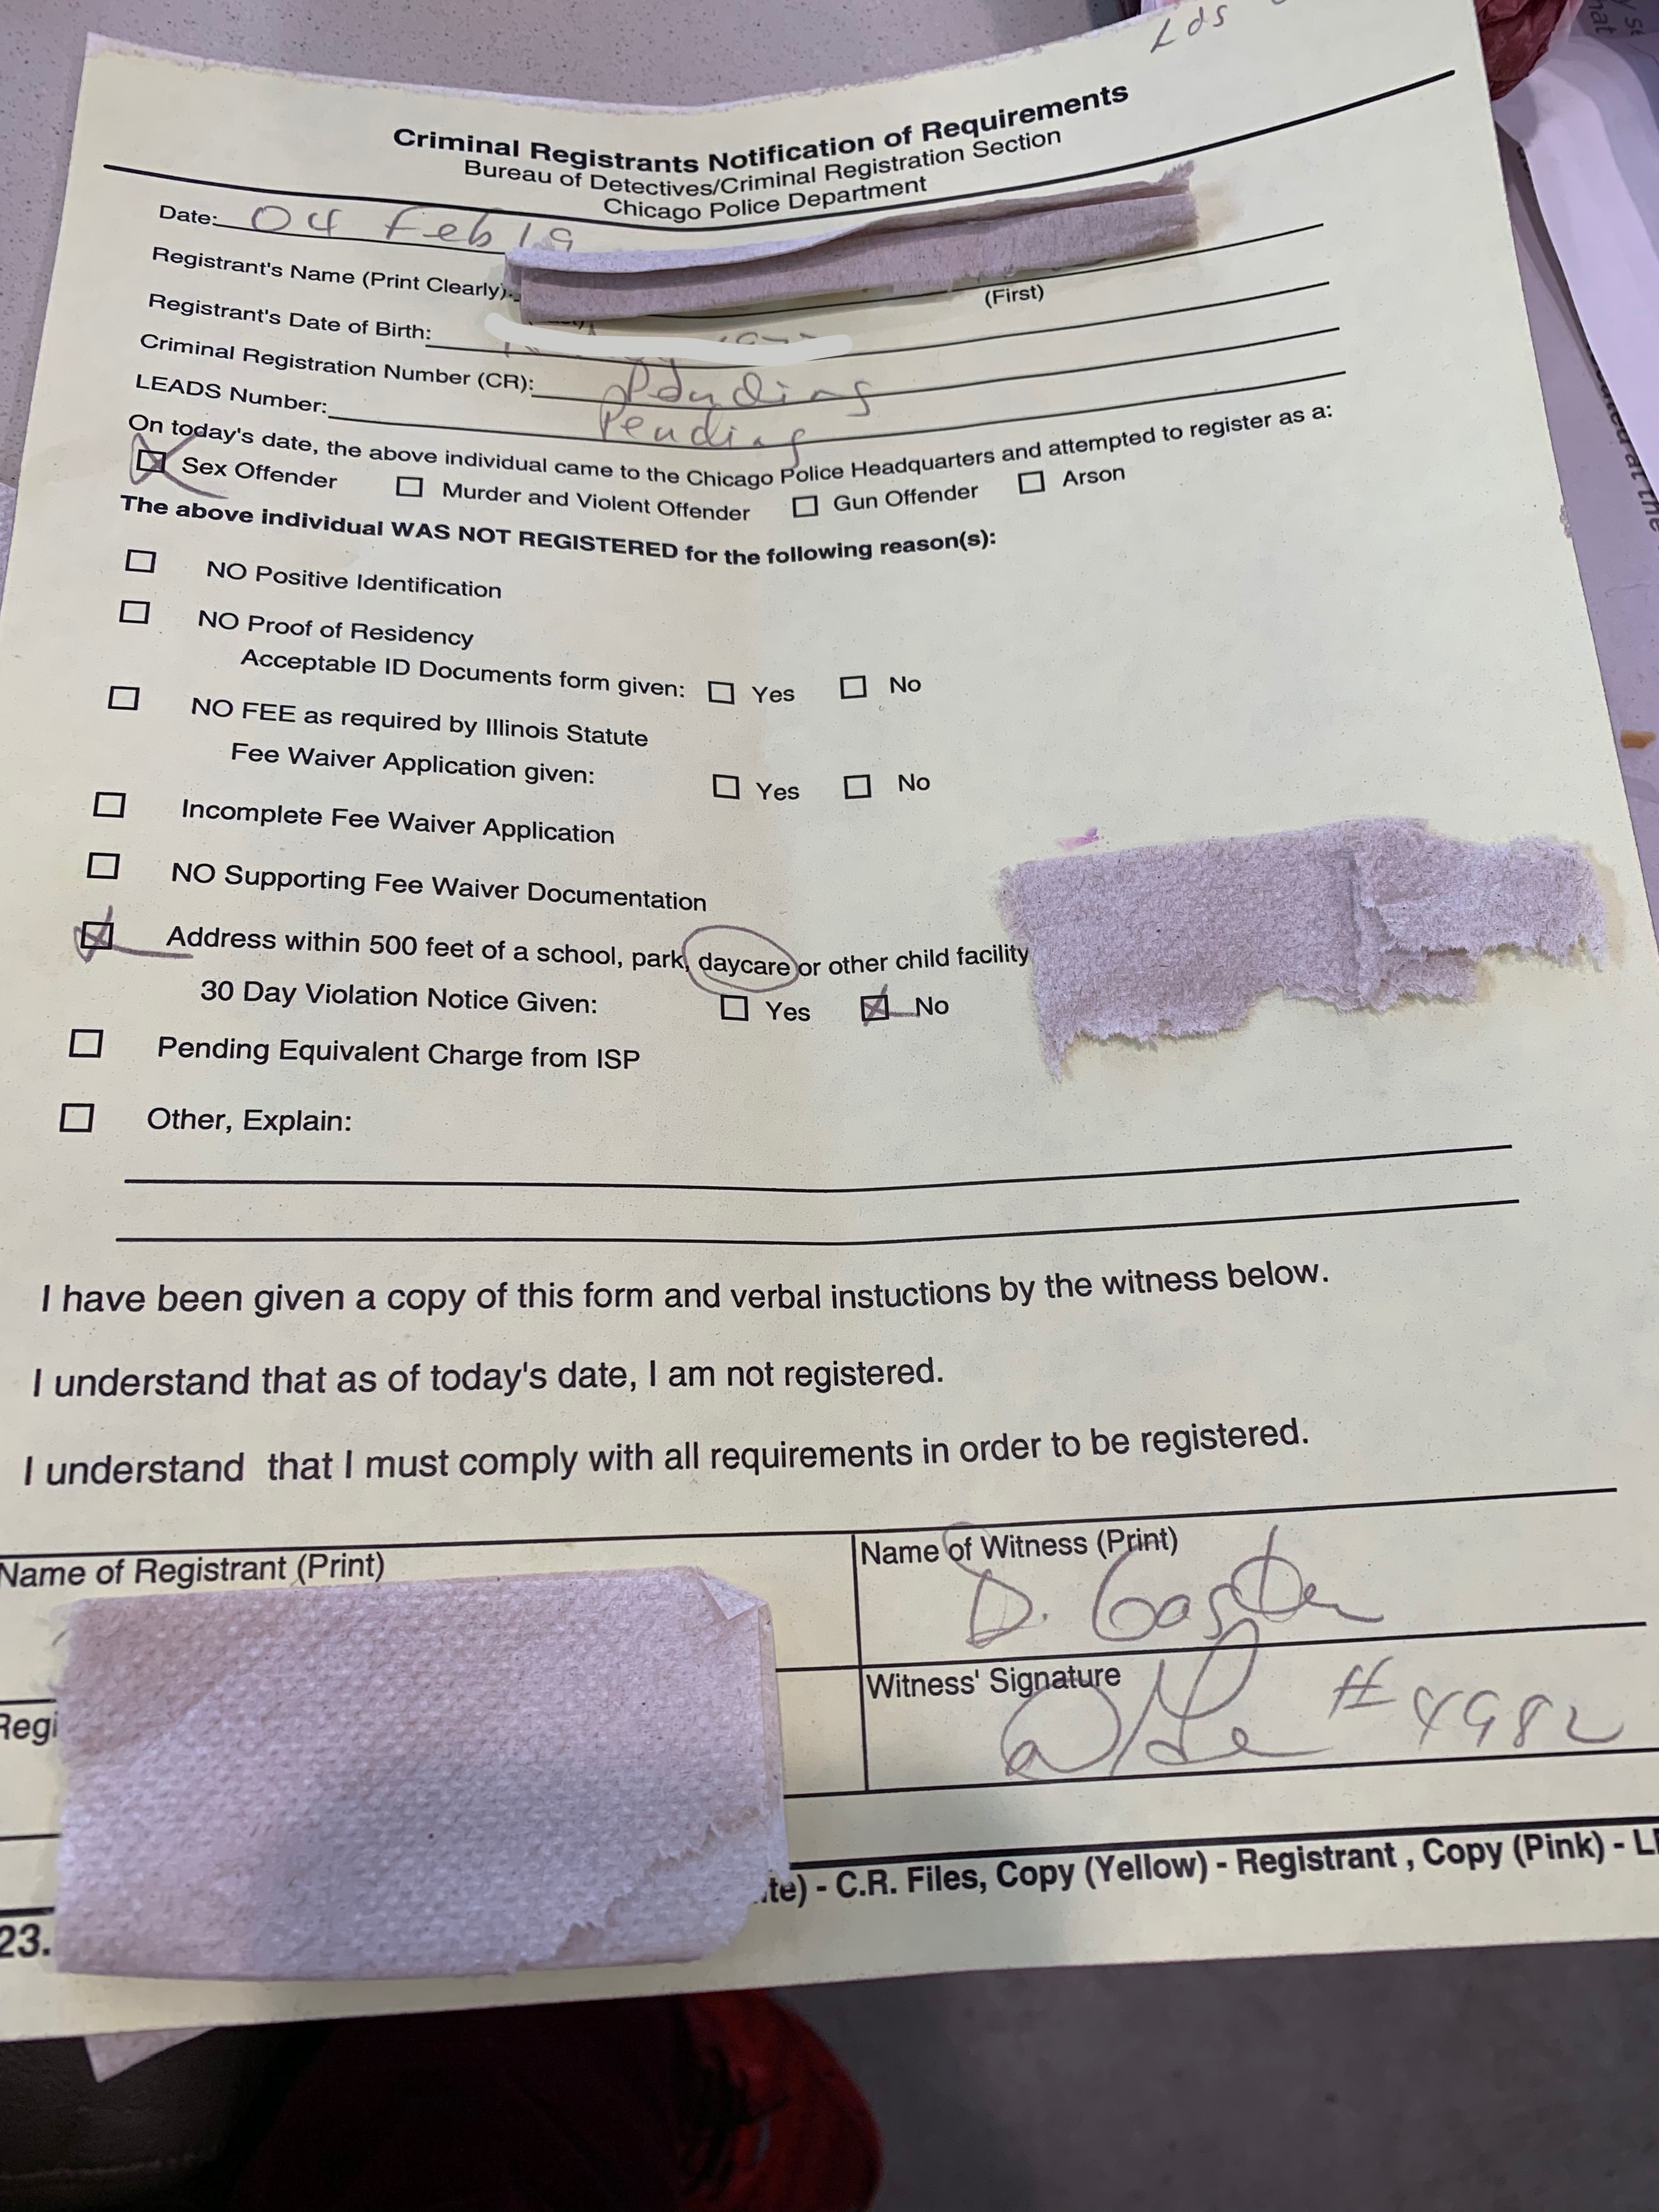 Lds
Criminal Registrants Notification of Requirements
Bureau of Detectives/Criminal Registration Section
Chicago Police Department
Date: 04 Feb 19
Registrant's Name (Print Clearly)
(First)
Registrant's Date of Birth:
Criminal Registration Number (CR): Pending
LEADS Number: Pending
On today's date, the above individual came to the Chicago Police Headquarters and attempted to register as a:
Sex Offender Murder and Violent Offender Gun Offender Arson
The above individual WAS NOT REGISTERED for the following reason(s):
NO Positive Identification
NO Proof of Residency
Acceptable ID Documents form given: Yes No
NO FEE as required by Illinois Statute
Fee Waiver Application given: Yes No
Incomplete Fee Waiver Application
NO Supporting Fee Waiver Documentation
Address within 500 feet of a school, park, daycare or other child facility
30 Day Violation Notice Given: Yes No
Pending Equivalent Charge from ISP
Other, Explain:
I have been given a copy of this form and verbal instuctions by the witness below.
I understand that as of today's date, I am not registered.
I understand that I must comply with all requirements in order to be registered.
Name of Registrant (Print)
Name of Witness (Print)
D.
Regi
Witness' Signature
#4982
te) - C.R. Files, Copy (Yellow) - Registrant , Copy (Pink) - L
23.